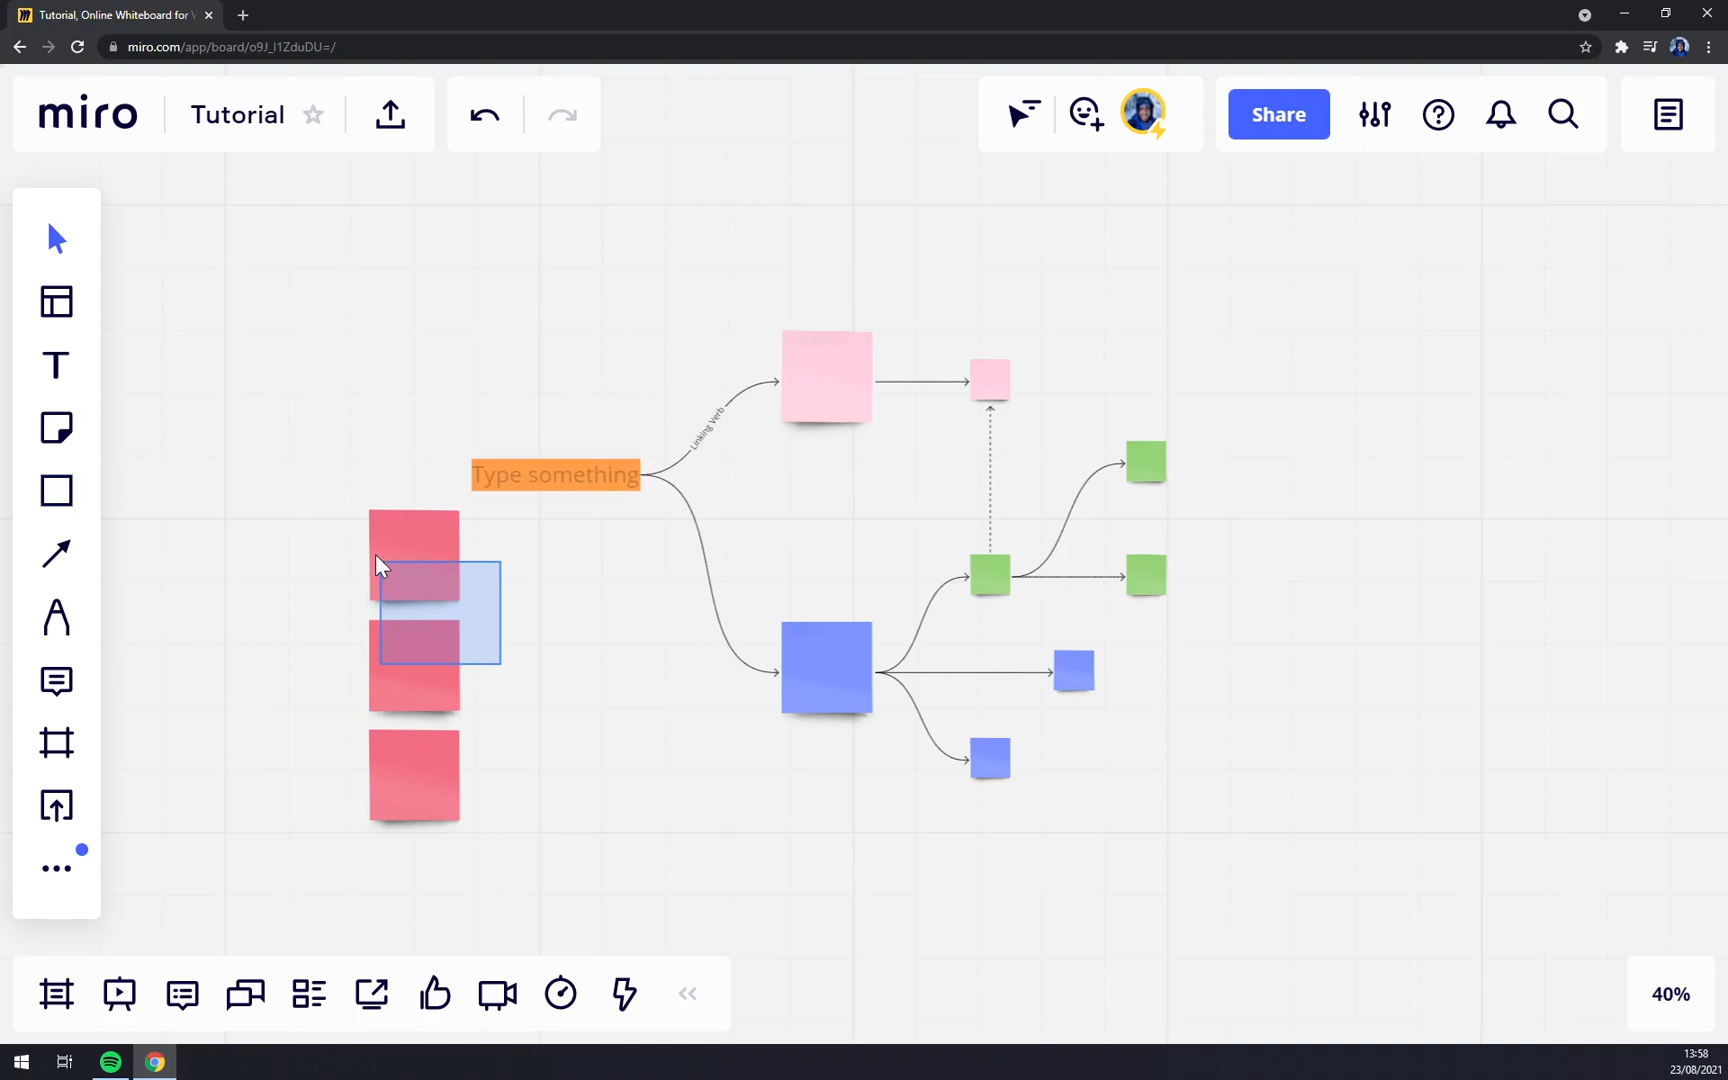 Tutorial, Online Whiteboard for V
miro.com/app/board/o9J_l1ZduDU=/
miro
Tutorial
Share
Linking Verb
Type something
40%
13:58
23/08/2021